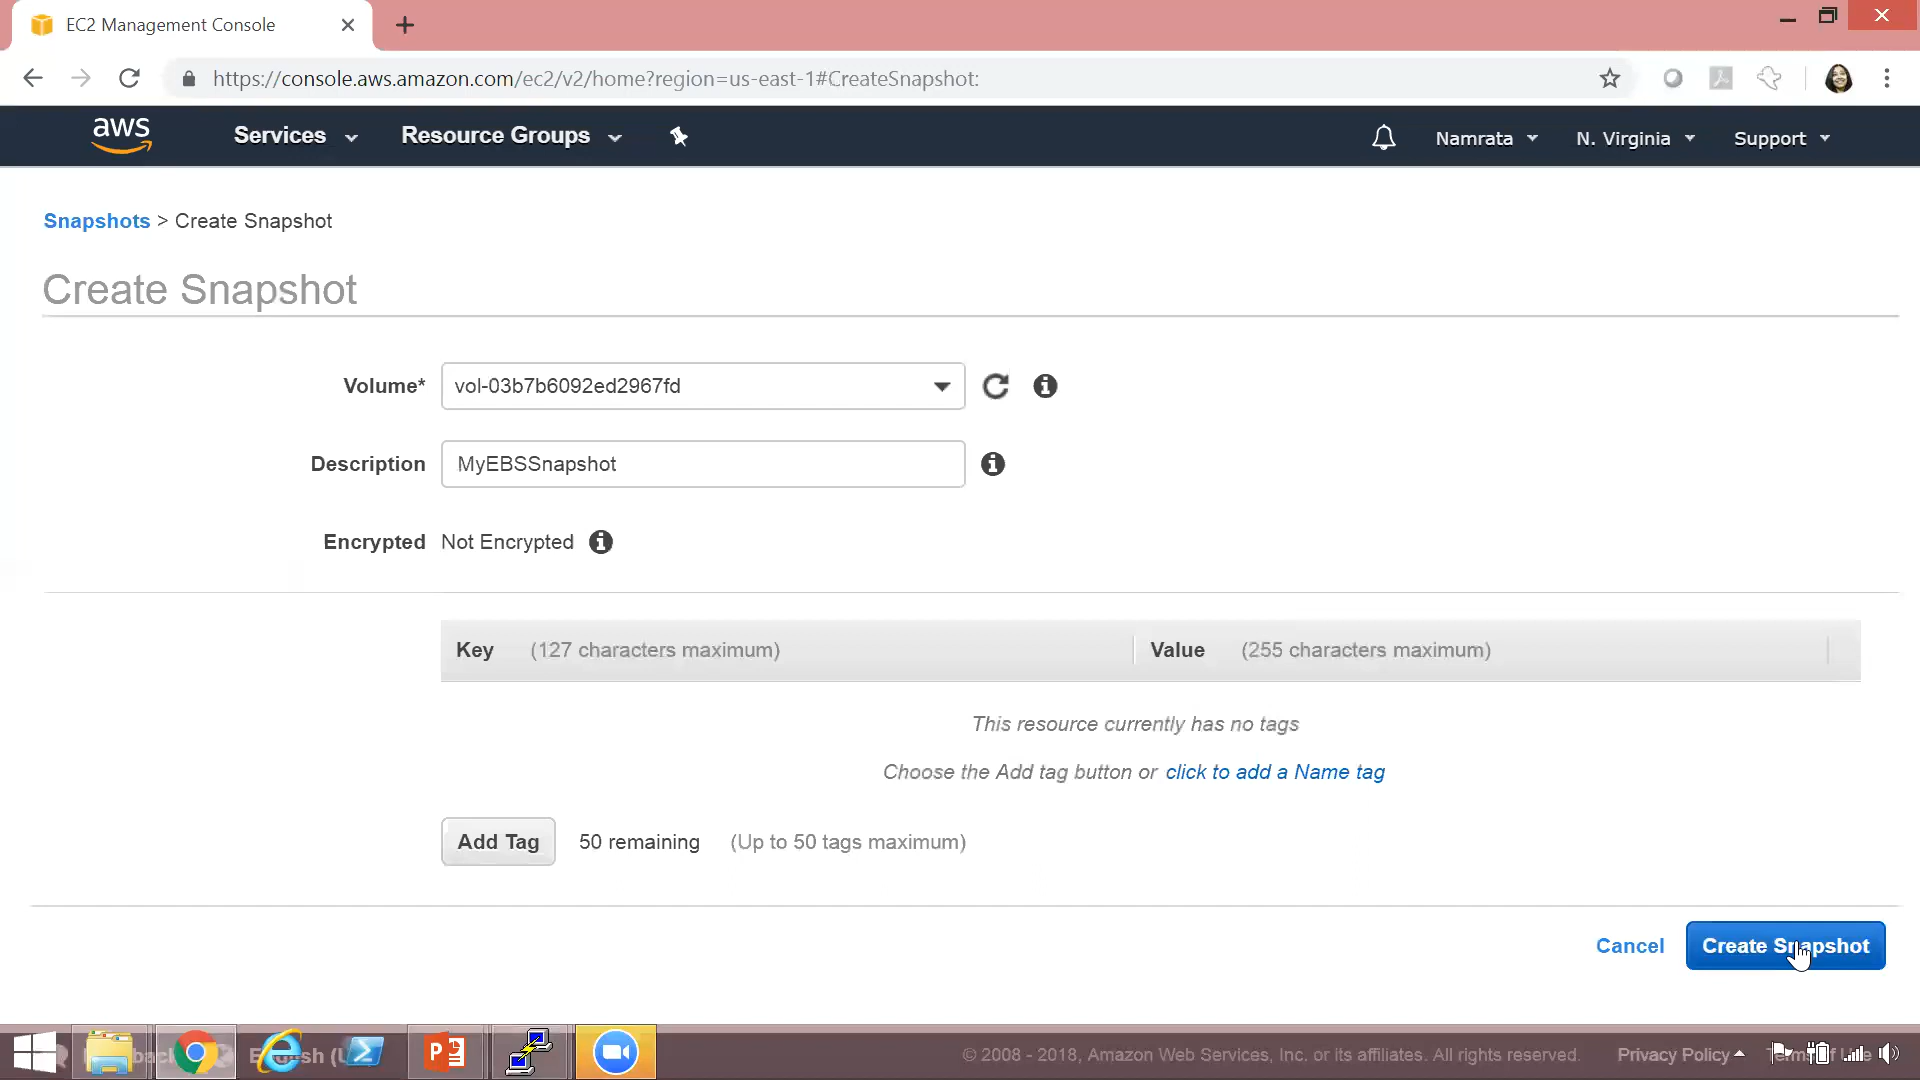 EC2 Management Console
https://console.aws.amazon.com/ec2/v2/home?region=us-east-1#CreateSnapshot:
aws Services Resource Groups Namrata N. Virginia Support
Snapshots > Create Snapshot
Create Snapshot
Volume* vol-03b7b6092ed2967fd
Description MyEBSSnapshot
Encrypted Not Encrypted
Key (127 characters maximum) Value (255 characters maximum)
This resource currently has no tags
Choose the Add tag button or click to add a Name tag
Add Tag 50 remaining (Up to 50 tags maximum)
Cancel Create Snapshot
© 2008 - 2018, Amazon Web Services, Inc. or its affiliates. All rights reserved. Privacy Policy